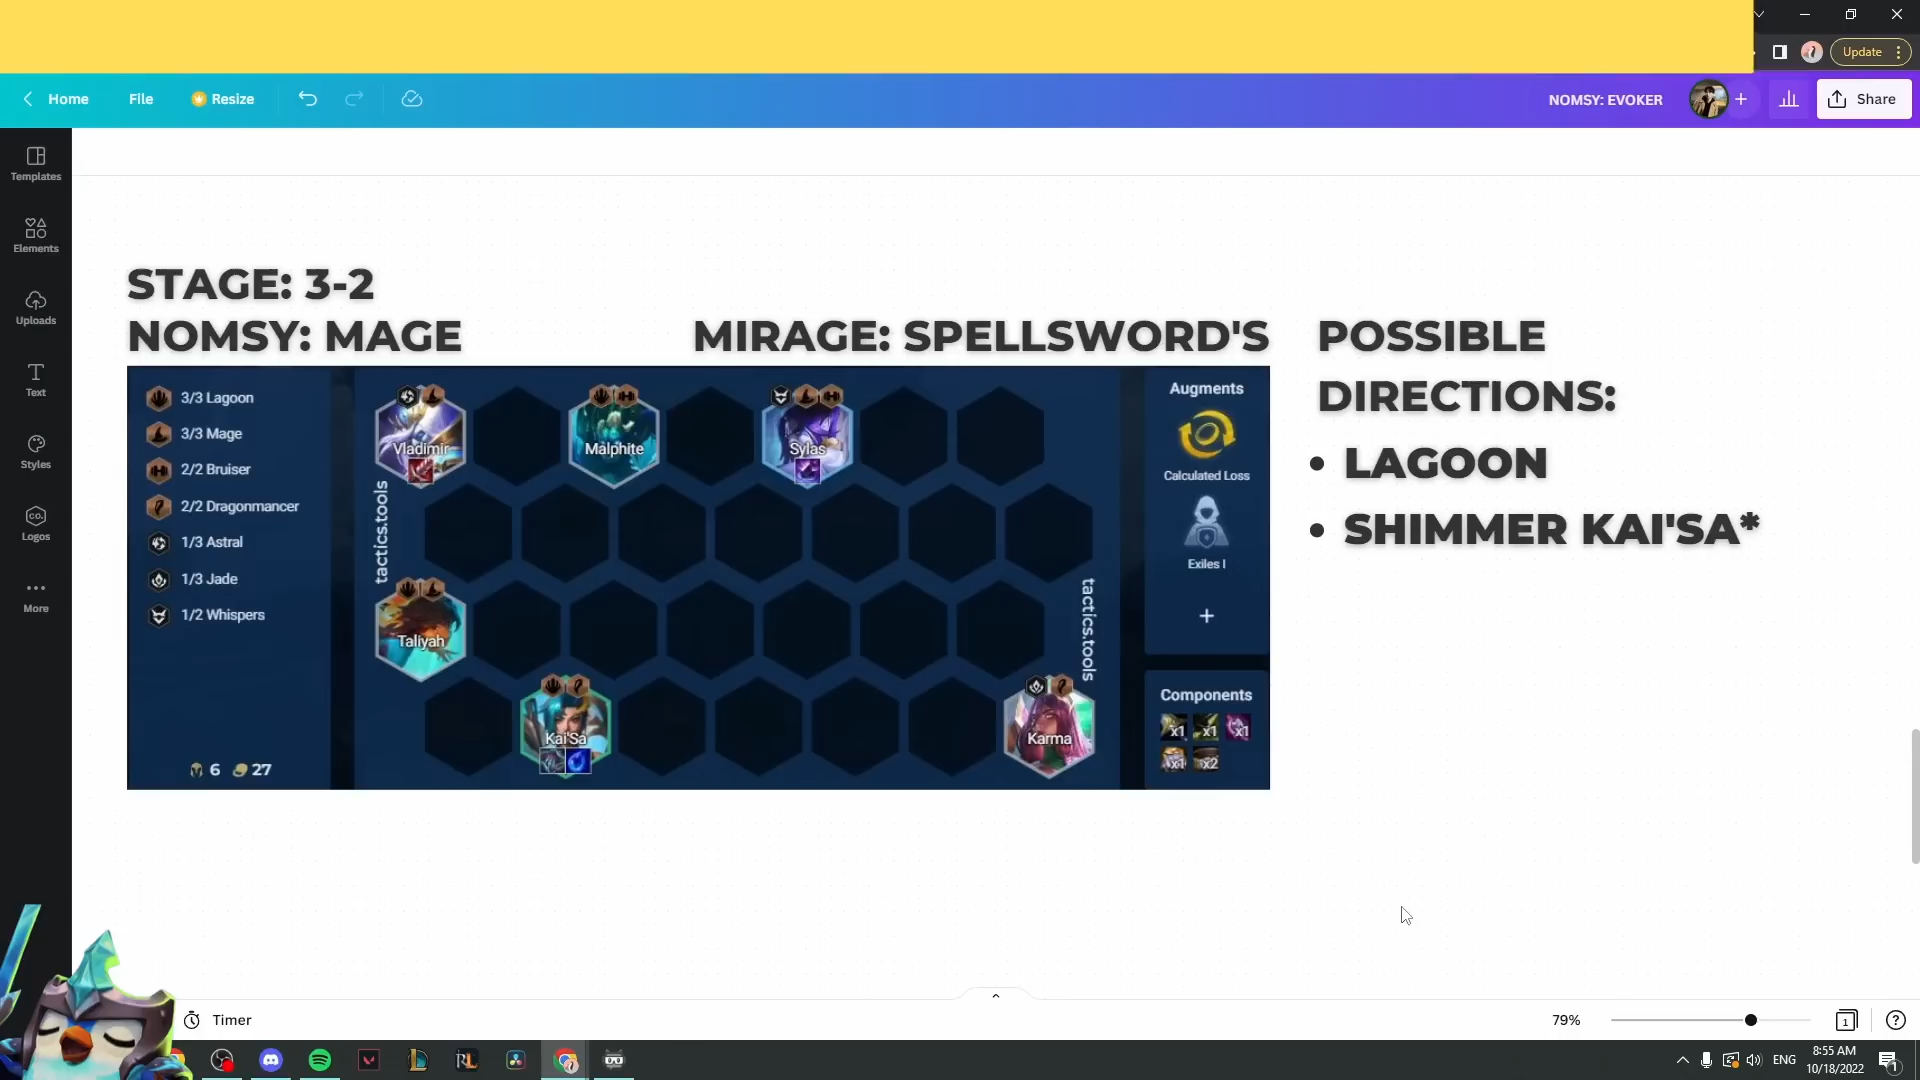 Update
Home
File
Resize
NOMSY: EVOKER
Share
Templates
Elements
Uploads
Text
Styles
CO.
Logos
More
STAGE: 3-2
NOMSY: MAGE
MIRAGE: SPELLSWORD'S
3/3 Lagoon
3/3 Mage
2/2 Bruiser
2/2 Dragonmancer
1/3 Astral
1/3 Jade
1/2 Whispers
6
27
Vladimir
Malphite
Sylas
tactics.tools
Taliyah
Kai'Sa
Karma
tactics.tools
Augments
Calculated Loss
Exiles I
+
Components
x1
x1
x1
x1
x2
POSSIBLE
DIRECTIONS:
• LAGOON
• SHIMMER KAI'SA*
Timer
79%
1
?
RL
ENG
8:55 AM
10/18/2022
1